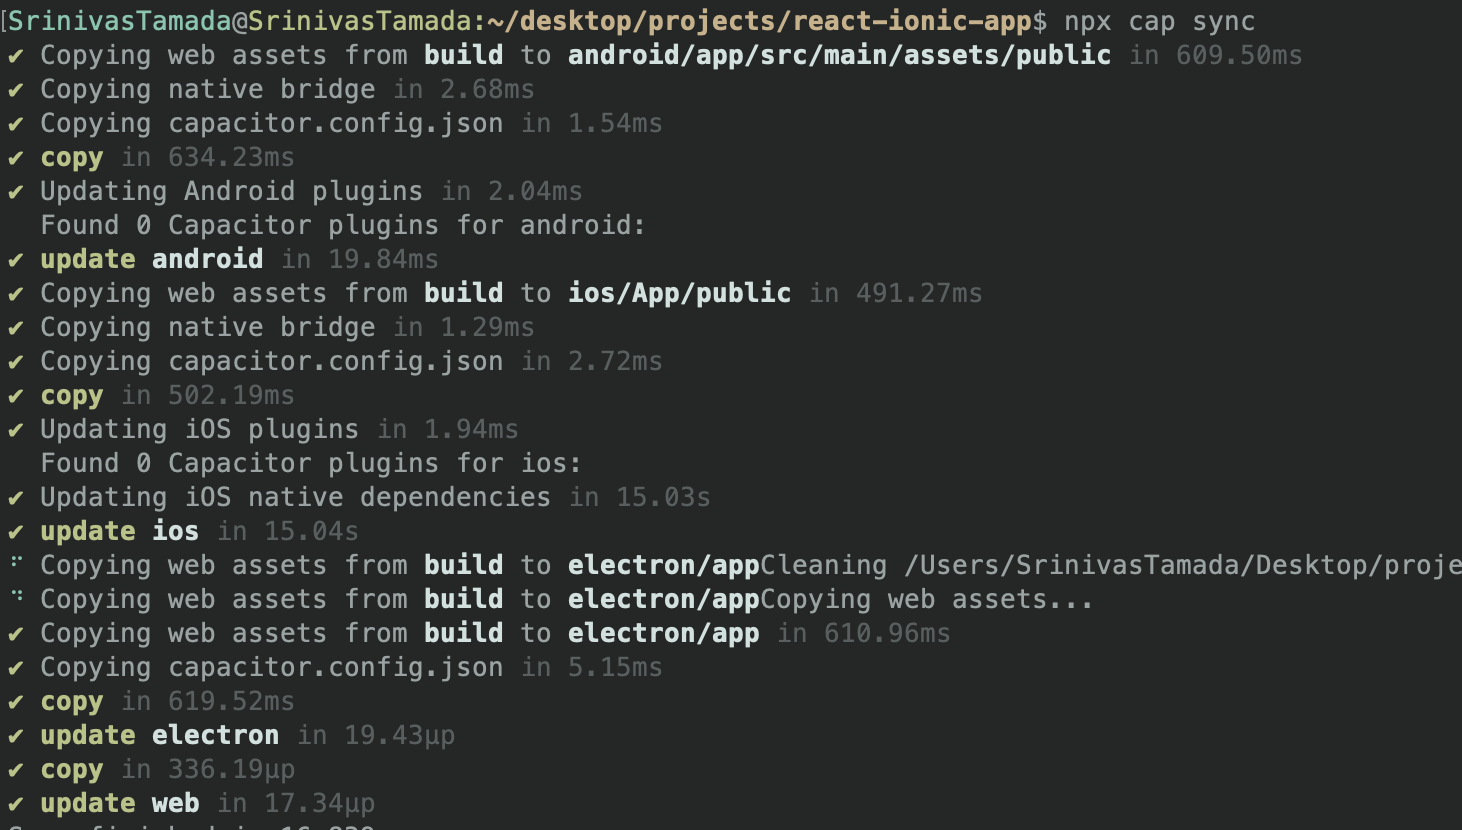 [SrinivasTamada@SrinivasTamada:~/desktop/projects/react-ionic-app$ npx cap sync
✔ Copying web assets from build to android/app/src/main/assets/public in 609.50ms
✔ Copying native bridge in 2.68ms
✔ Copying capacitor.config.json in 1.54ms
✔ copy in 634.23ms
✔ Updating Android plugins in 2.04ms
Found 0 Capacitor plugins for android:
✔ update android in 19.84ms
✔ Copying web assets from build to ios/App/public in 491.27ms
✔ Copying native bridge in 1.29ms
✔ Copying capacitor.config.json in 2.72ms
✔ copy in 502.19ms
✔ Updating iOS plugins in 1.94ms
Found 0 Capacitor plugins for ios:
✔ Updating iOS native dependencies in 15.03s
✔ update ios in 15.04s
Copying web assets from build to electron/appCleaning /Users/SrinivasTamada/Desktop/proje
Copying web assets from build to electron/appCopying web assets...
✔ Copying web assets from build to electron/app in 610.96ms
✔ Copying capacitor.config.json in 5.15ms
✔ copy in 619.52ms
✔ update electron in 19.43μp
✔ copy in 336.19μp
✔ update web in 17.34μp